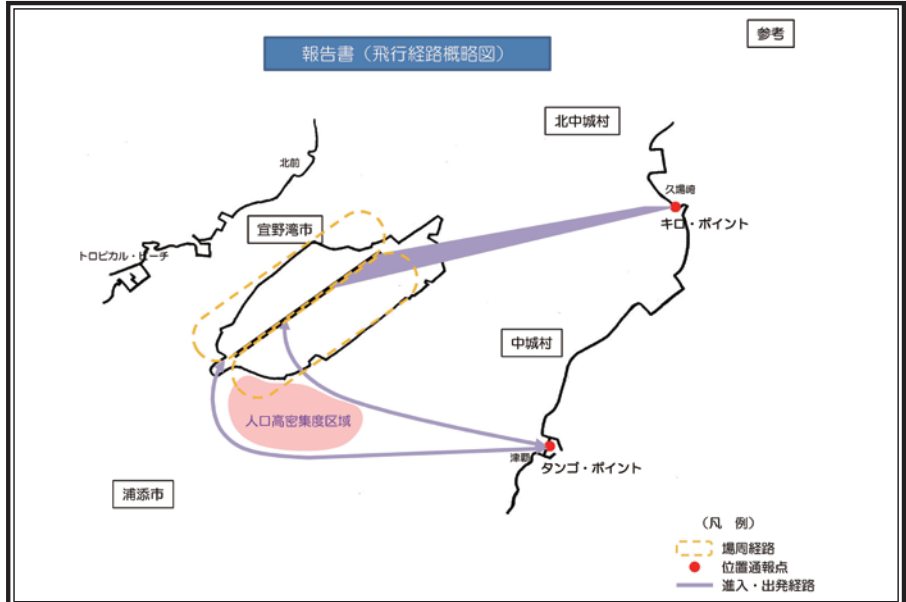 参考
報告書（飛行経路概略図）
北中城村
北前
久場崎
キロ・ポイント
宜野湾市
トロピカル・ビーチ
中城村
人口高密集度区域
津覇
タンゴ・ポイント
浦添市
（凡　例）
場周経路
位置通報点
進入・出発経路